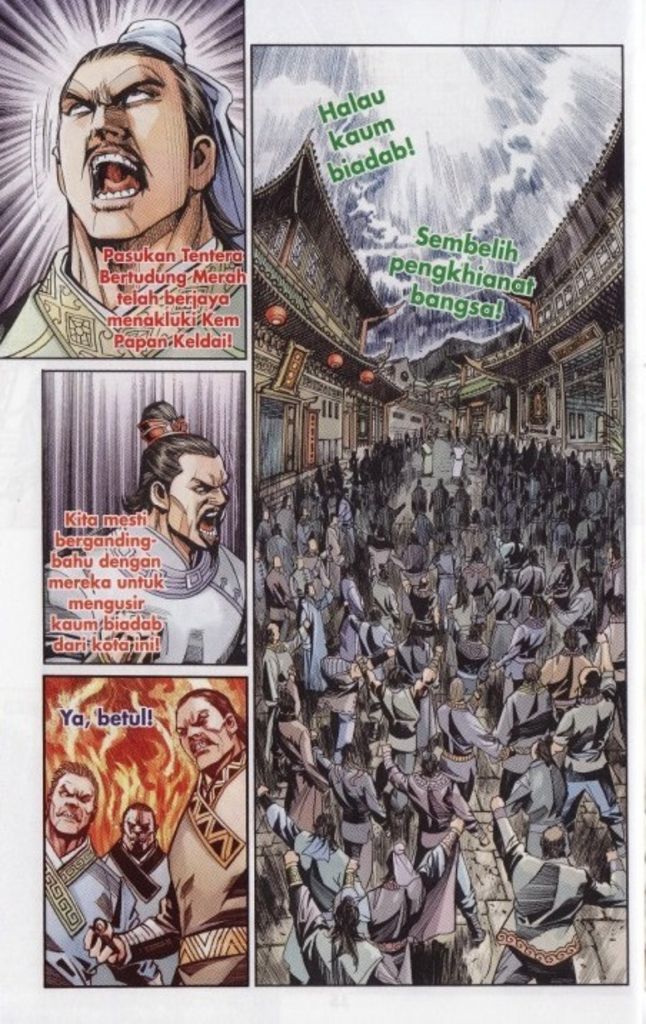 Pasukan Tentera
Bertudung Merah
telah berjaya
menakluki Kem
Papan Keldai!
Kita mesti
berganding-
bahu dengan
mereka untuk
mengusir
kaum biadab
dari kota ini!
Ya, betul!
Halau
kaum
biadab!
Sembelih
pengkhianat
bangsa!